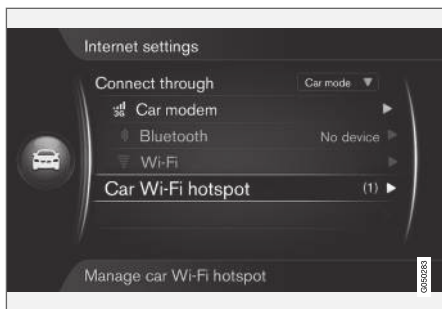 Internet settings
Connect through Car mode
3G Car modem
Bluetooth No device
Wi-Fi
Car Wi-Fi hotspot (1)
Manage car Wi-Fi hotspot
G050283